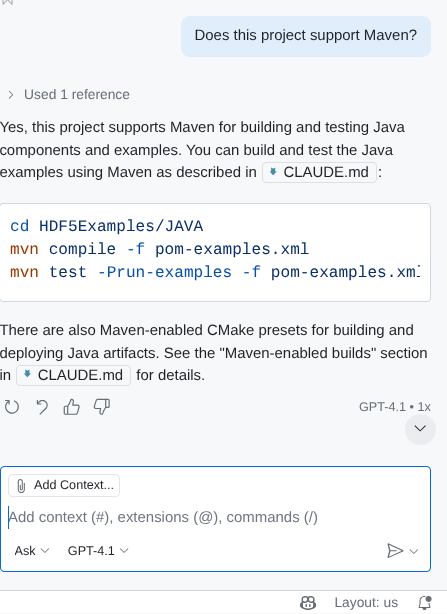 Does this project support Maven?
Used 1 reference
Yes, this project supports Maven for building and testing Java
components and examples. You can build and test the Java
examples using Maven as described in CLAUDE.md :
cd HDF5Examples/JAVA
mvn compile -f pom-examples.xml
mvn test -Prun-examples -f pom-examples.xml
There are also Maven-enabled CMake presets for building and
deploying Java artifacts. See the "Maven-enabled builds" section
in CLAUDE.md for details.
GPT-4.1 • 1x
Add Context...
Add context (#), extensions (@), commands (/)
Ask GPT-4.1
Layout: us